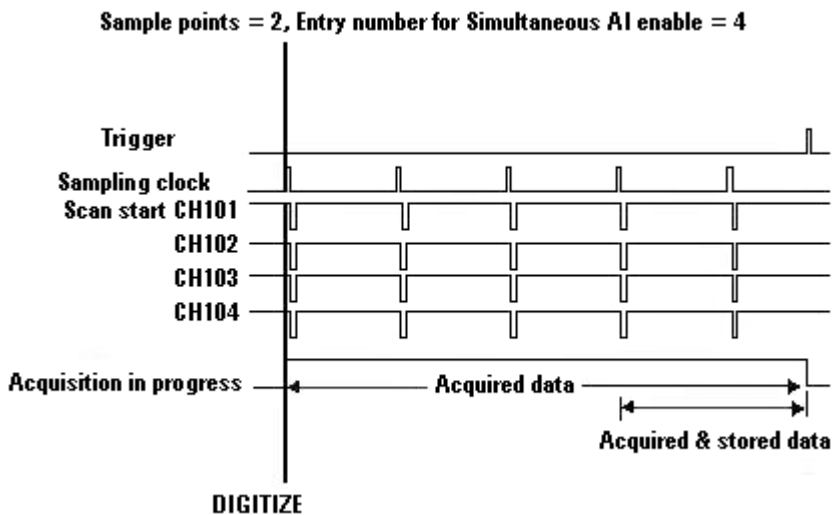 Sample points = 2, Entry number for Simultaneous AI enable = 4
Trigger
Sampling clock
Scan start CH101
CH102
CH103
CH104
Acquisition in progress
Acquired data
Acquired & stored data
DIGITIZE